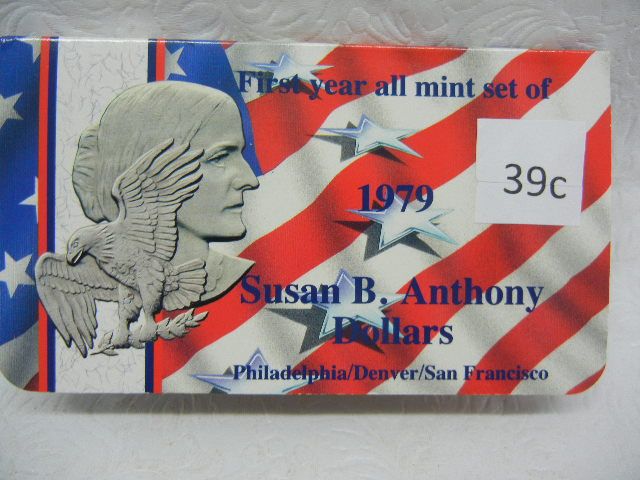 First year all mint set of
1979
39c
Susan B. Anthony
Dollars
Philadelphia/Denver/San Francisco